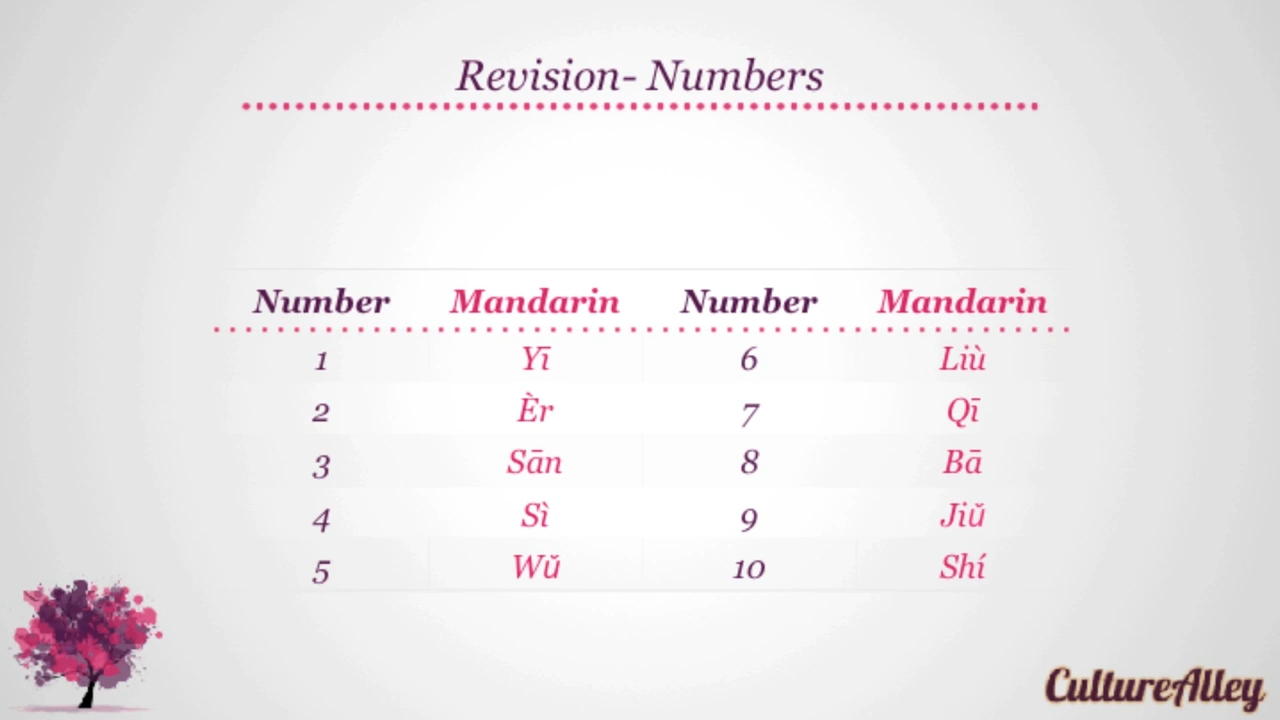 Revision- Numbers
Number Mandarin Number Mandarin
1 Yī 6 Liù
2 Èr 7 Qī
3 Sān 8 Bā
4 Sì 9 Jiǔ
5 Wǔ 10 Shí
CultureAlley